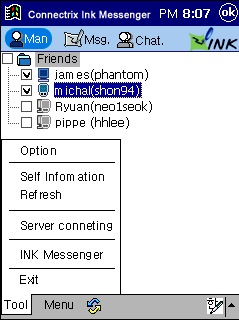 Connectrix Ink Messenger PM 8:07 ok
Man Msg. Chat. INK
Friends
james(phantom)
michal(shon94)
Ryuan(neo1seok)
pippe (hhlee)
Option
Self Infomation
Refresh
Server conneting
INK Messenger
Exit
Tool Menu